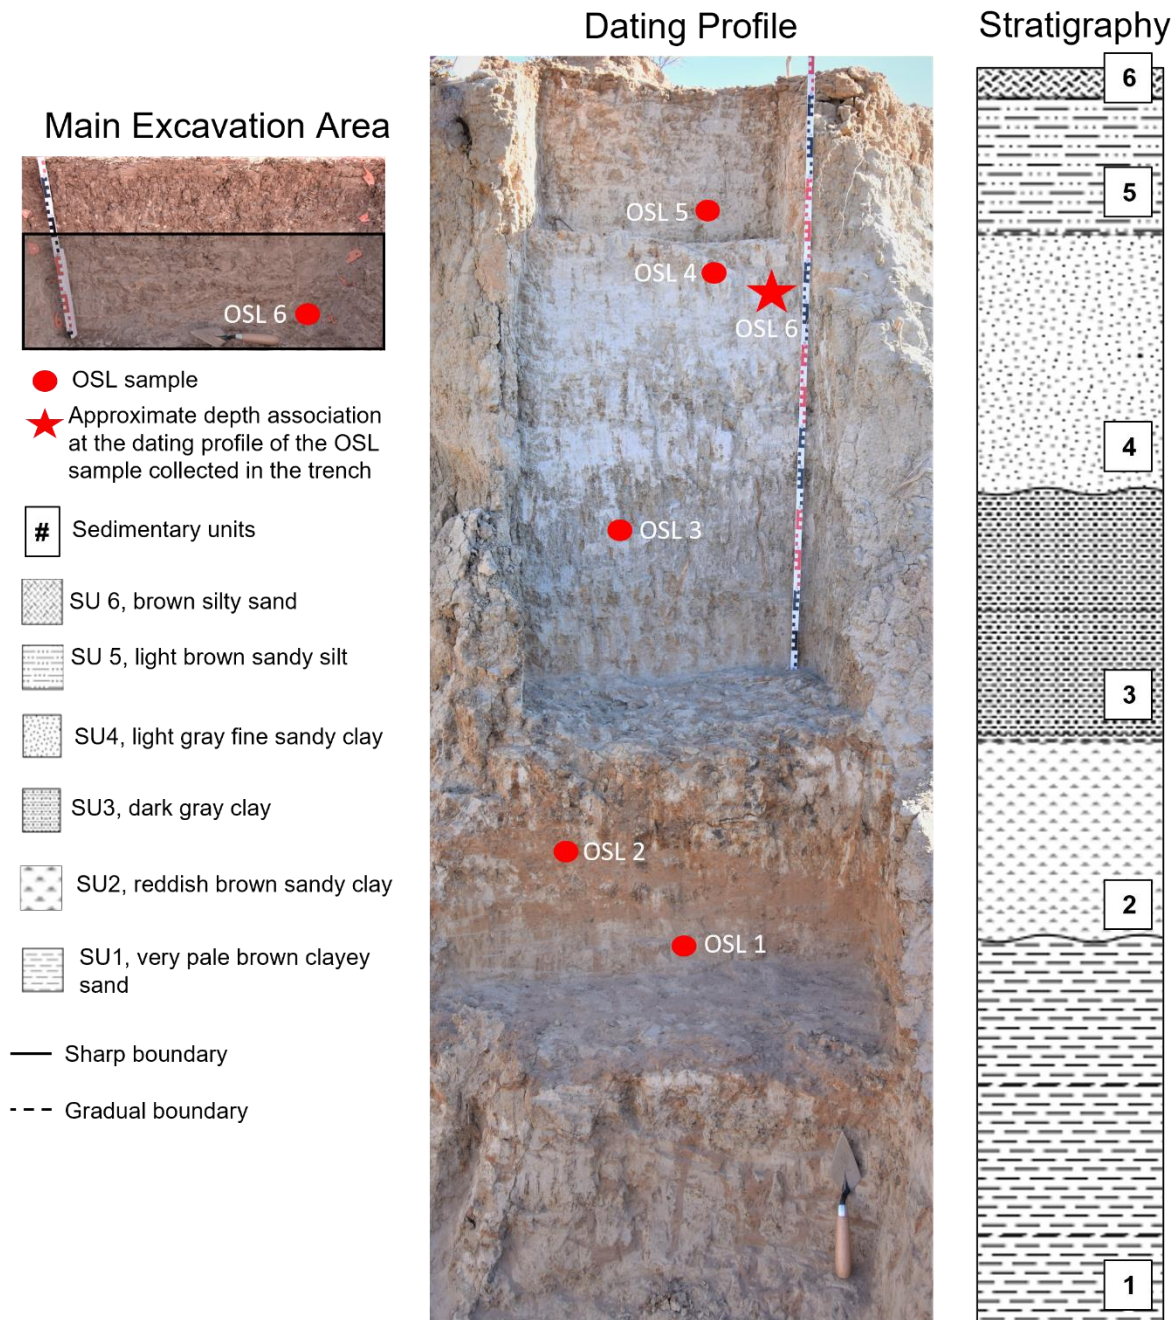 Dating Profile
Stratigraphy
Main Excavation Area
OSL 6
OSL sample
Approximate depth association
at the dating profile of the OSL
sample collected in the trench
#
Sedimentary units
SU 6, brown silty sand
SU 5, light brown sandy silt
SU4, light gray fine sandy clay
SU3, dark gray clay
SU2, reddish brown sandy clay
SU1, very pale brown clayey
sand
Sharp boundary
Gradual boundary
OSL 5
OSL 4
OSL 6
OSL 3
OSL 2
OSL 1
6
5
4
3
2
1